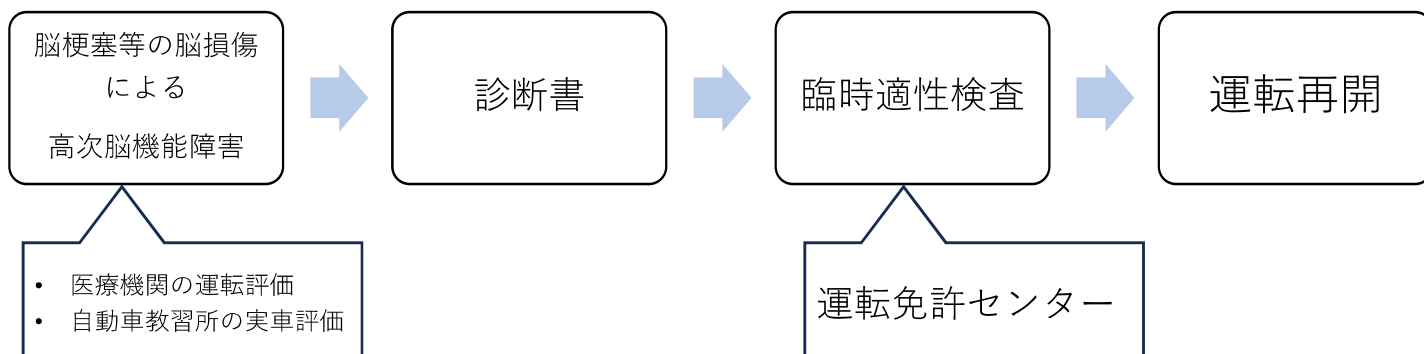 脳梗塞等の脳損傷
による
高次脳機能障害
診断書
臨時適性検査
運転再開
• 医療機関の運転評価
• 自動車教習所の実車評価
運転免許センター